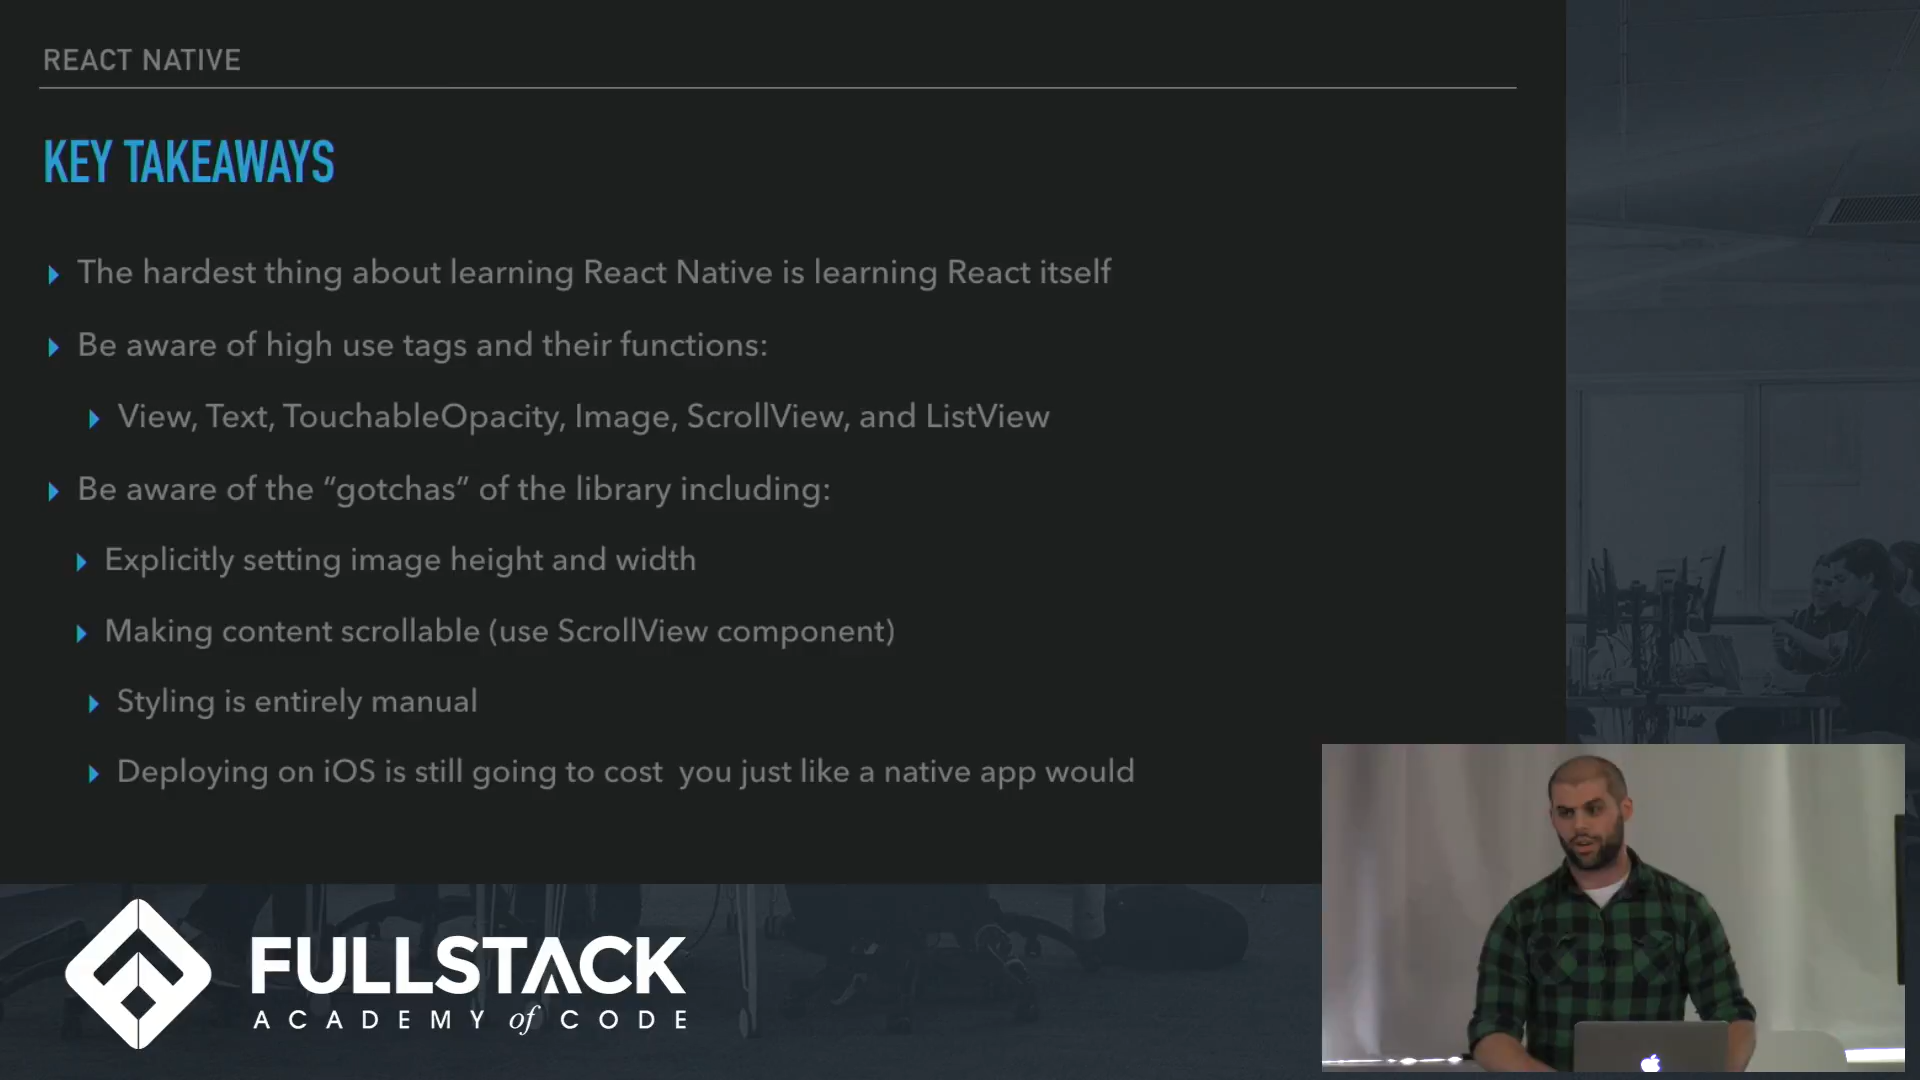 REACT NATIVE
KEY TAKEAWAYS
The hardest thing about learning React Native is learning React itself
Be aware of high use tags and their functions:
View, Text, TouchableOpacity, Image, ScrollView, and ListView
Be aware of the “gotchas” of the library including:
Explicitly setting image height and width
Making content scrollable (use ScrollView component)
Styling is entirely manual
Deploying on iOS is still going to cost  you just like a native app would
FULLSTACK
ACADEMY of CODE